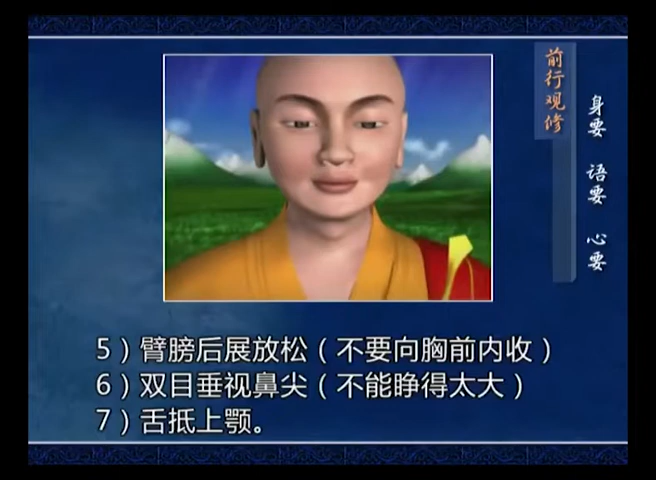 前行观修
身要 语要 心要
5）臂膀后展放松（不要向胸前内收）
6）双目垂视鼻尖（不能睁得太大）
7）舌抵上颚。